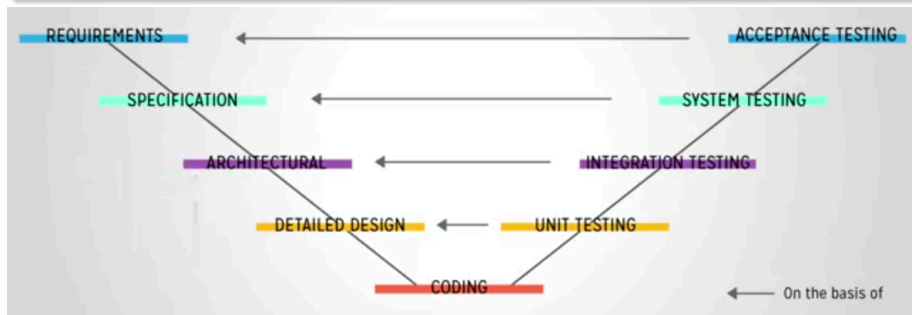 REQUIREMENTS
ACCEPTANCE TESTING
SPECIFICATION
SYSTEM TESTING
ARCHITECTURAL
INTEGRATION TESTING
DETAILED DESIGN
UNIT TESTING
CODING
On the basis of